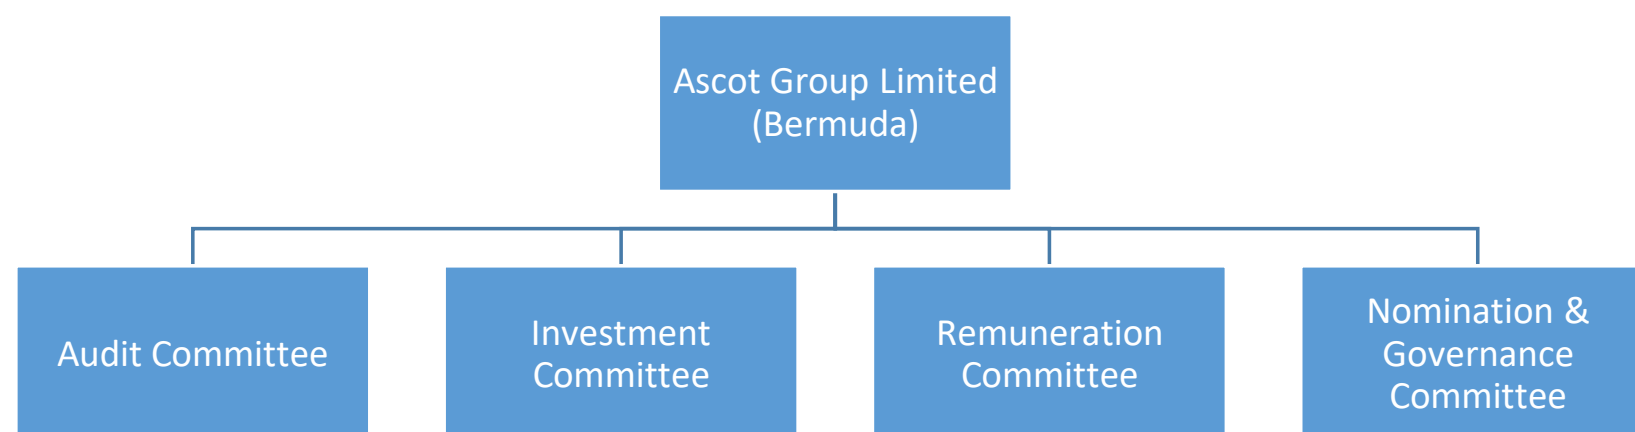 Ascot Group Limited
(Bermuda)
Audit Committee
Investment
Committee
Remuneration
Committee
Nomination &
Governance
Committee